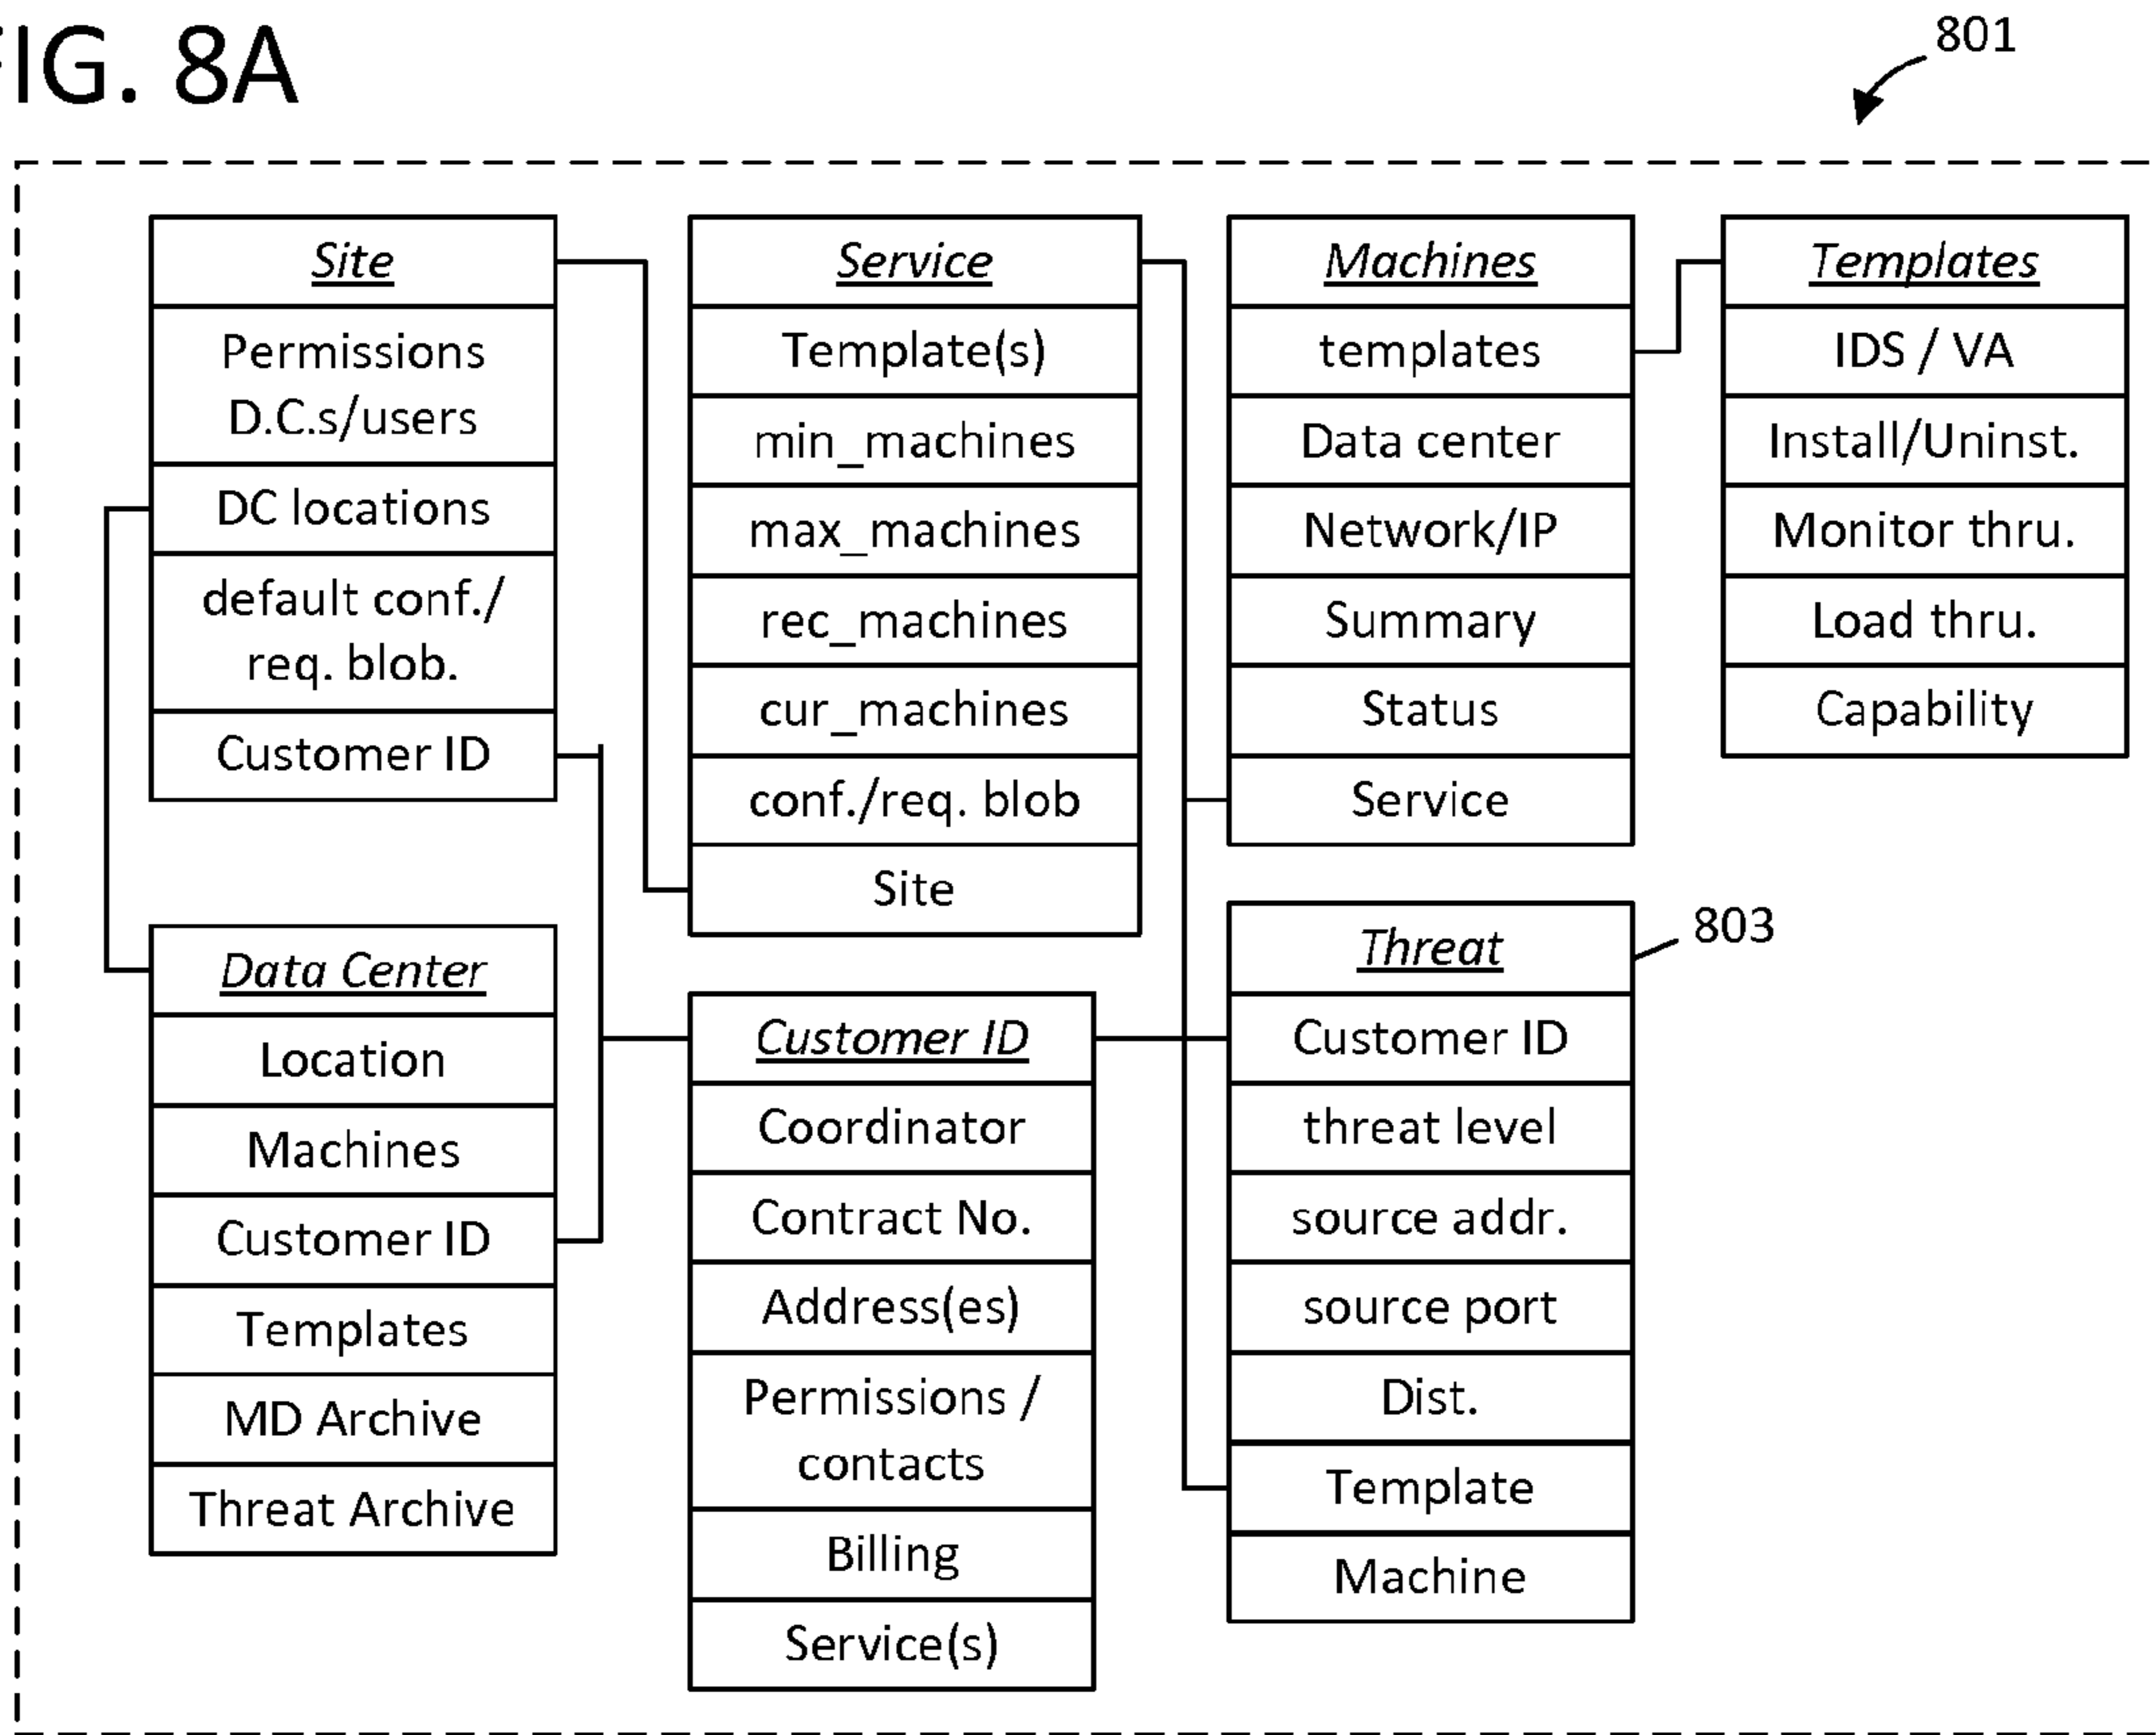 FIG. 8A
801
Site
Permissions
D.C.s/users
DC locations
default conf./
req. blob.
Customer ID
Service
Template(s)
min_machines
max_machines
rec_machines
cur_machines
conf./req. blob
Site
Machines
templates
Data center
Network/IP
Summary
Status
Service
Templates
IDS / VA
Install/Uninst.
Monitor thru.
Load thru.
Capability
Data Center
Location
Machines
Customer ID
Templates
MD Archive
Threat Archive
Customer ID
Coordinator
Contract No.
Address(es)
Permissions /
contacts
Billing
Service(s)
Threat
803
Customer ID
threat level
source addr.
source port
Dist.
Template
Machine